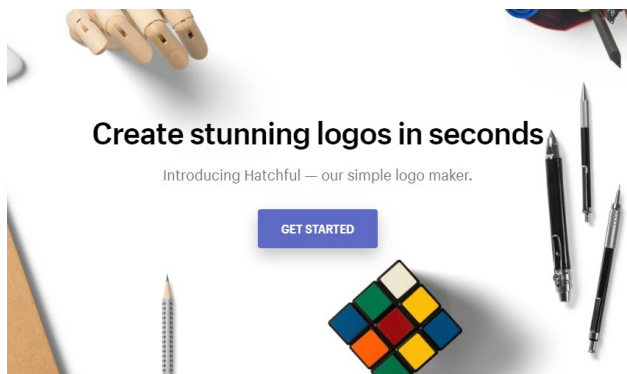 Create stunning logos in seconds
Introducing Hatchful — our simple logo maker.
GET STARTED